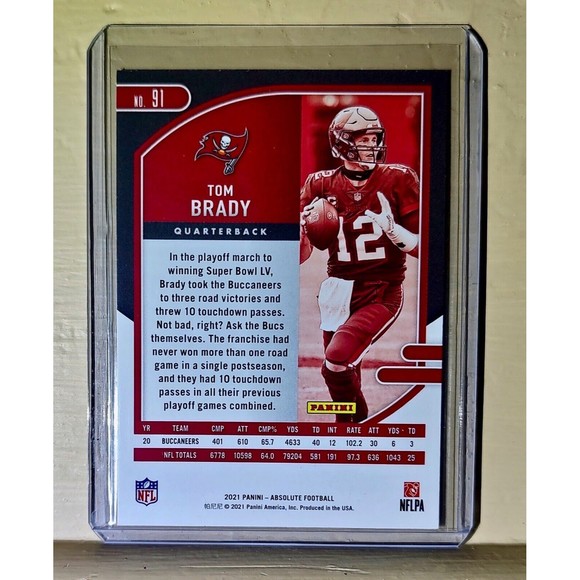 NO. 91
TOM
BRADY
QUARTERBACK
In the playoff march to
winning Super Bowl LV,
Brady took the Buccaneers
to three road victories and
threw 10 touchdown passes.
Not bad, right? Ask the Bucs
themselves. The franchise had
never won more than one road
game in a single postseason,
and they had 10 touchdown
passes in all their previous
playoff games combined.
12
PANINI
YR TEAM CMP ATT CMP% YDS TD INT RATE ATT YDS TD
20 BUCCANEERS 401 610 65.7 4633 40 12 102.2 30 6 3
NFL TOTALS 6778 10598 64.0 79204 581 191 97.3 636 1043 25
NFL
2021 PANINI – ABSOLUTE FOOTBALL
帕尼尼 © 2021 Panini America, Inc. Produced in the USA.
NFLPA